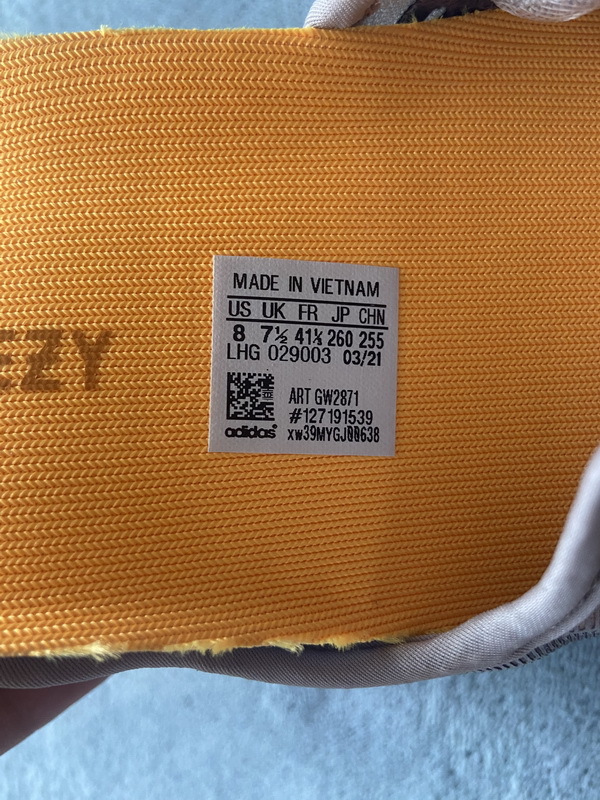 EZY
MADE IN VIETNAM
US UK FR JP CHN
8 7½ 41⅓ 260 255
LHG 029003 03/21
ART GW2871
#127191539
adidas® xw39MYGJ00638